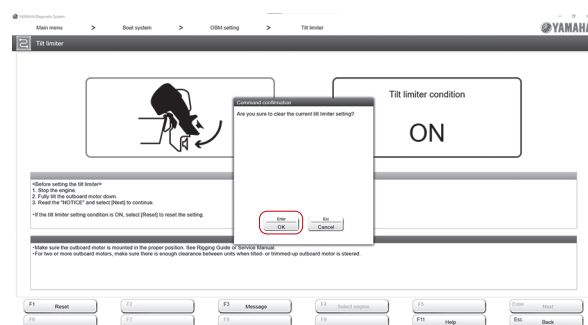 YAMAHA Diagnostic System
Main menu > Boat system > OBM setting > Tilt limiter
YAMAHA
Tilt limiter
Tilt limiter condition
ON
Command confirmation
Are you sure to clear the current tilt limiter setting?
Enter
OK
Esc
Cancel
<Before setting the tilt limiter>
1. Stop the engine.
2. Fully tilt the outboard motor down.
3. Read the "NOTICE" and select [Next] to continue.
・If the tilt limiter setting condition is ON, select [Reset] to reset the setting.
・Make sure the outboard motor is mounted in the proper position. See Rigging Guide or Service Manual.
・For two or more outboard motors, make sure there is enough clearance between units when tilted- or trimmed-up outboard motor is steered.
F1 Reset
F2
F3 Message
F4 Select engine
F5
Enter Next
F6
F7
F8
F9
F11 Help
Esc Back